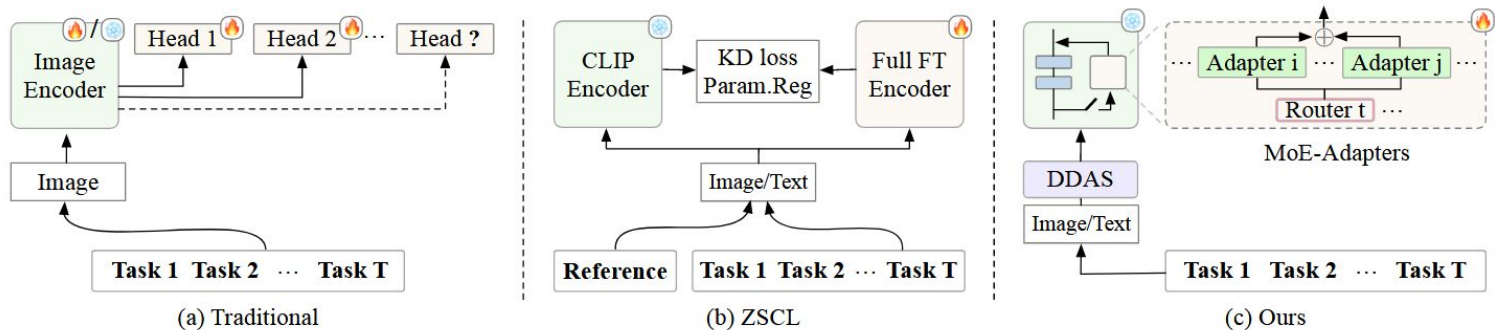 Image
Encoder
/
Head 1
Head 2
...
Head ?
Image
Task 1 Task 2 ... Task T
(a) Traditional
CLIP
Encoder
KD loss
Param.Reg
Full FT
Encoder
Image/Text
Reference
Task 1 Task 2 ... Task T
(b) ZSCL
... Adapter i ... Adapter j ...
Router t ...
MoE-Adapters
DDAS
Image/Text
Task 1 Task 2 ... Task T
(c) Ours